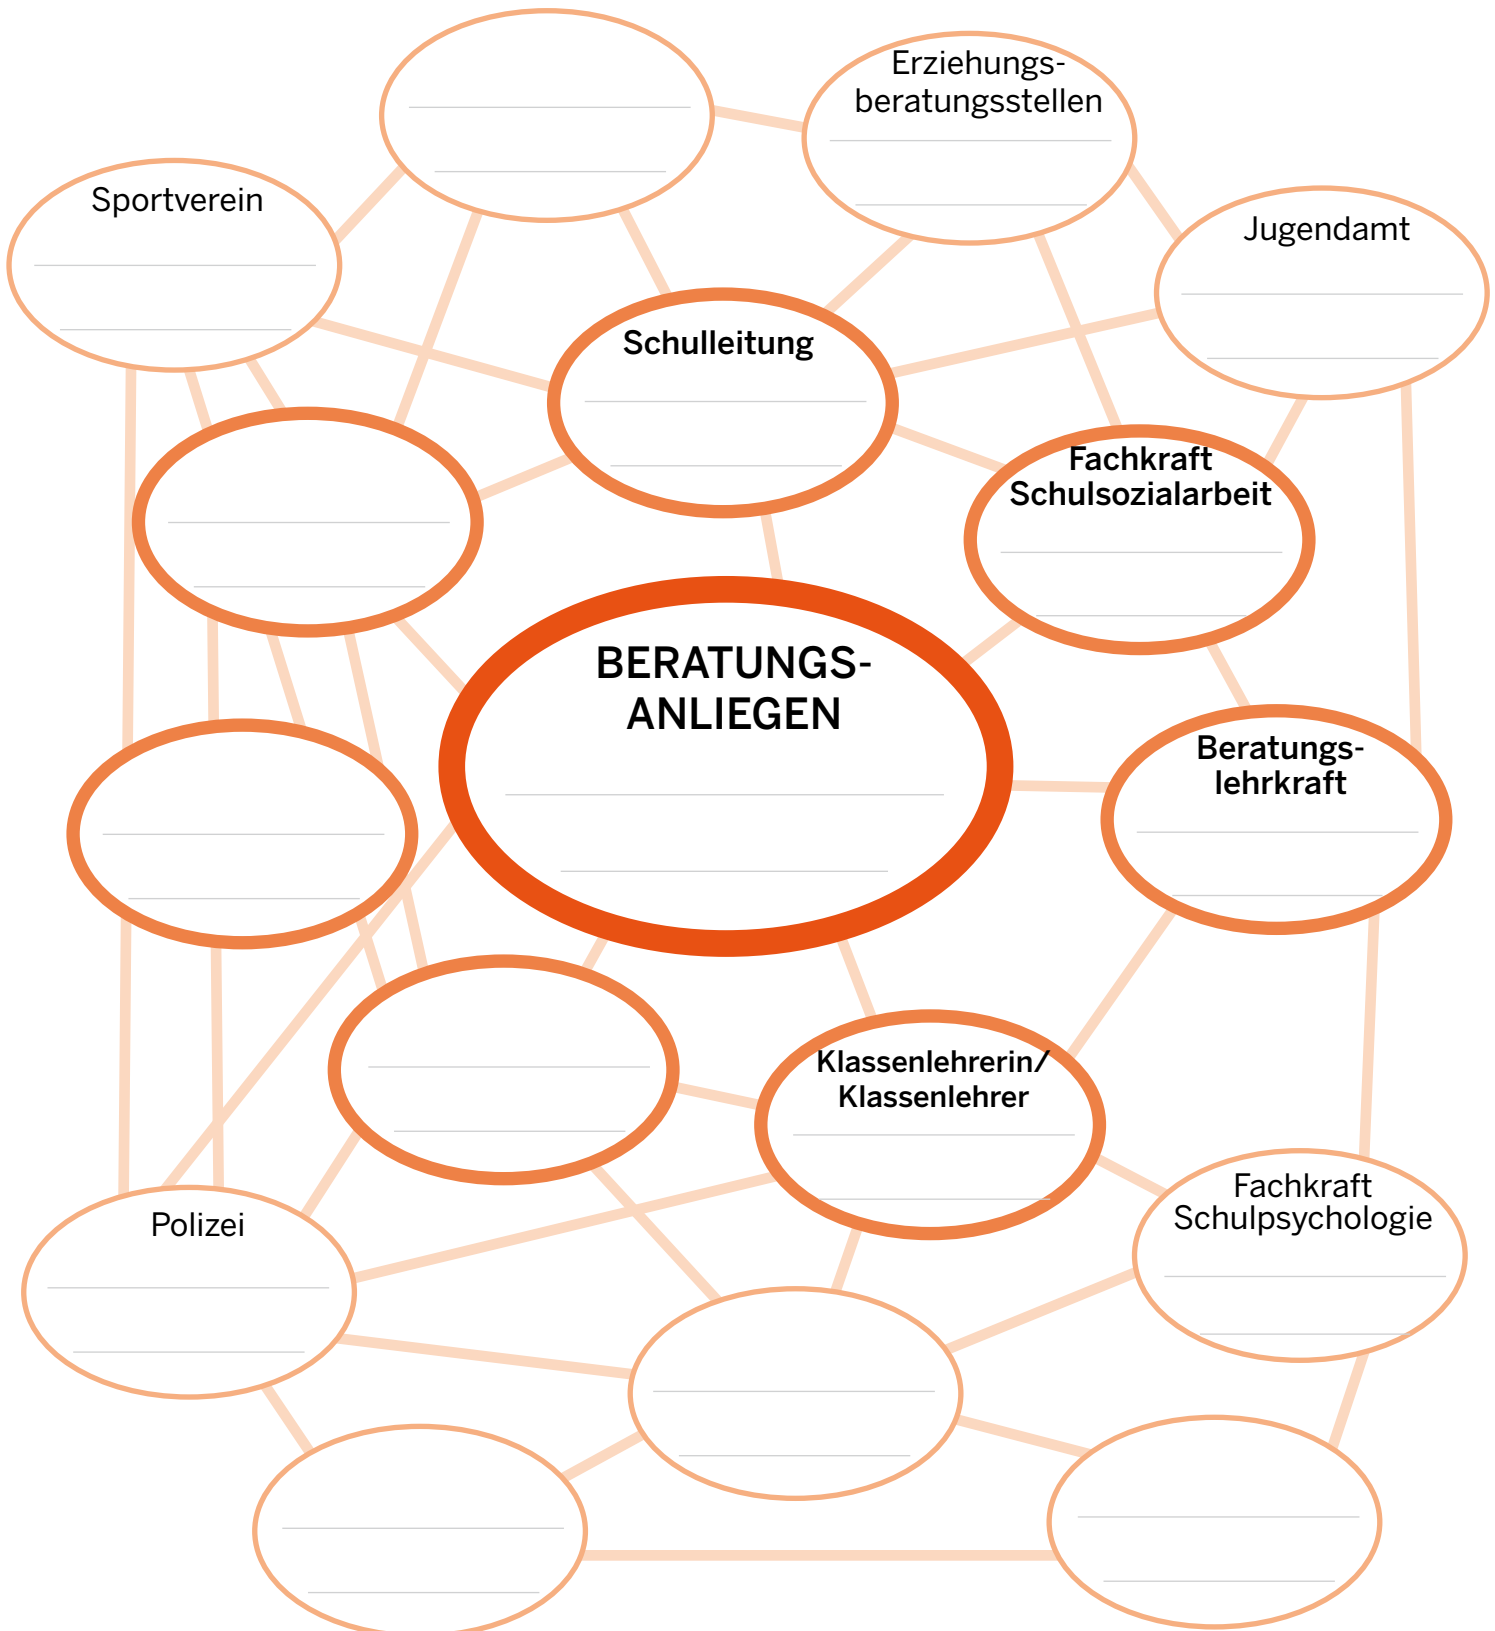 Erziehungs-
beratungsstellen
Sportverein
Jugendamt
Schulleitung
Fachkraft
Schulsozialarbeit
BERATUNGS-
ANLIEGEN
Beratungs-
lehrkraft
Klassenlehrerin/
Klassenlehrer
Fachkraft
Schulpsychologie
Polizei